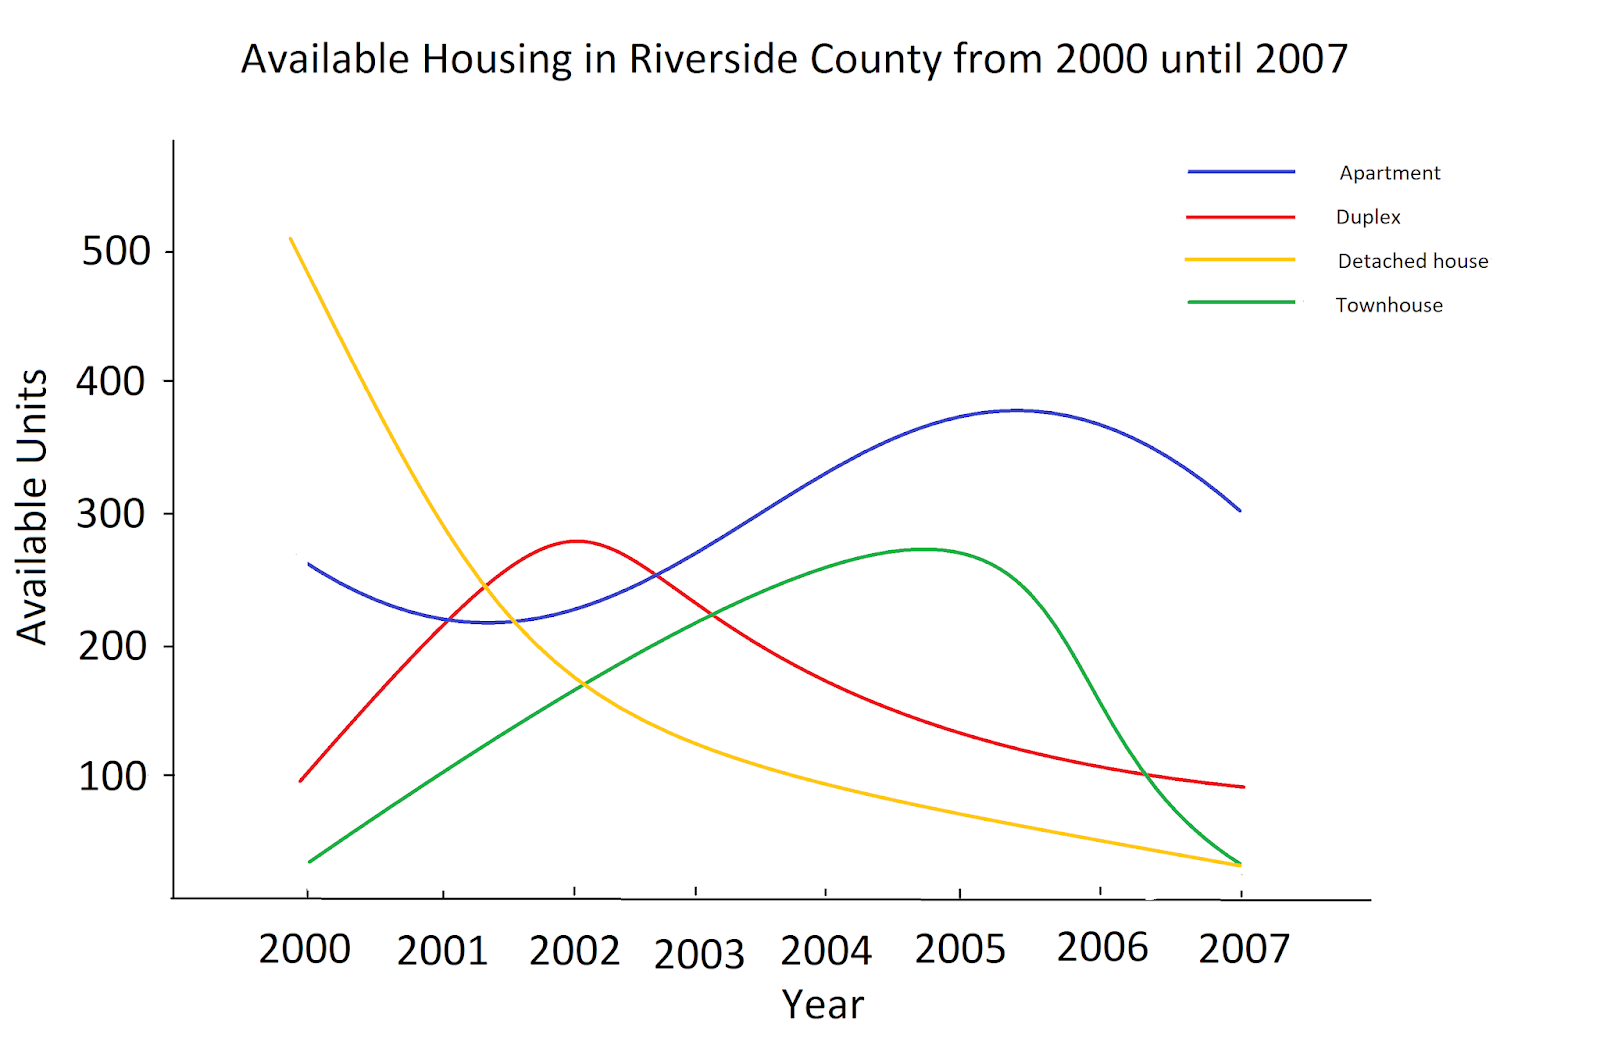 Available Housing in Riverside County from 2000 until 2007
Apartment
Duplex
Detached house
Townhouse
Available Units
500
400
300
200
100
2000 2001 2002 2003 2004 2005 2006 2007
Year